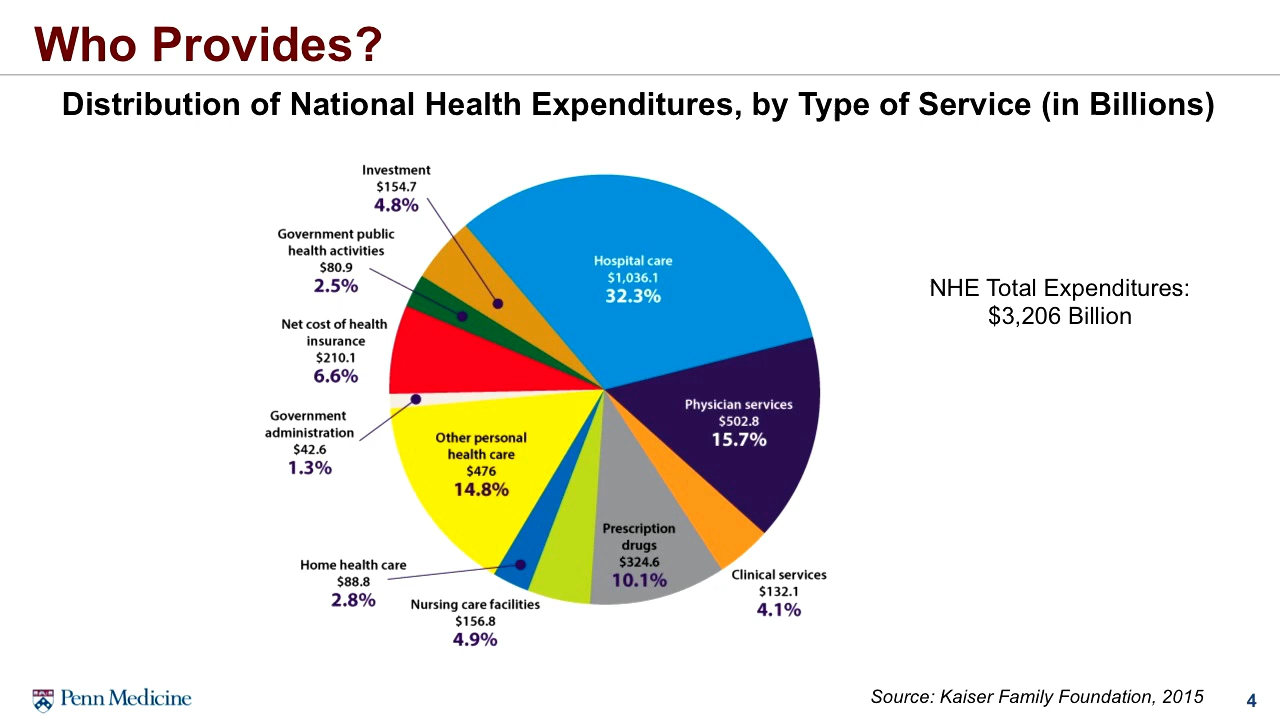 Who Provides?
Distribution of National Health Expenditures, by Type of Service (in Billions)
Investment
$154.7
4.8%
Government public
health activities
$80.9
2.5%
Net cost of health
insurance
$210.1
6.6%
Government
administration
$42.6
1.3%
Other personal
health care
$476
14.8%
Home health care
$88.8
2.8%
Nursing care facilities
$156.8
4.9%
Prescription
drugs
$324.6
10.1%
Clinical services
$132.1
4.1%
Physician services
$502.8
15.7%
Hospital care
$1,036.1
32.3%
NHE Total Expenditures:
$3,206 Billion
Penn Medicine
Source: Kaiser Family Foundation, 2015
4